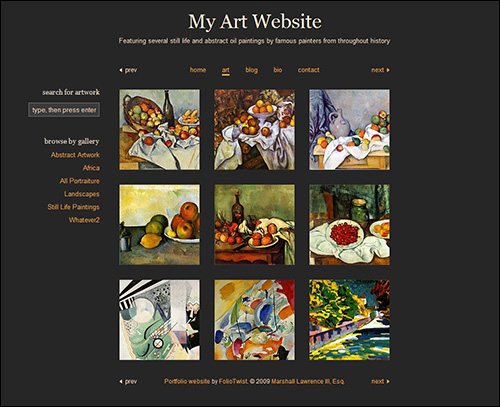 My Art Website
Featuring several still life and abstract oil paintings by famous painters from throughout history
prev home art blog bio contact next
search for artwork
type, then press enter
browse by gallery
Abstract Artwork
Africa
All Portraiture
Landscapes
Still Life Paintings
Whatever2
prev Portfolio website by FolioTwist. © 2009 Marshall Lawrence III, Esq. next